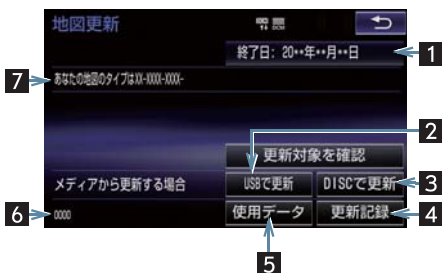 地図更新
DCM
終了日: 20••年••月••日
1
7
あなたの地図のタイプはXX-XXXX-XXXX-
2
更新対象を確認
メディアから更新する場合
USBで更新
DISCで更新
3
6
0000
使用データ
更新記録
4
5